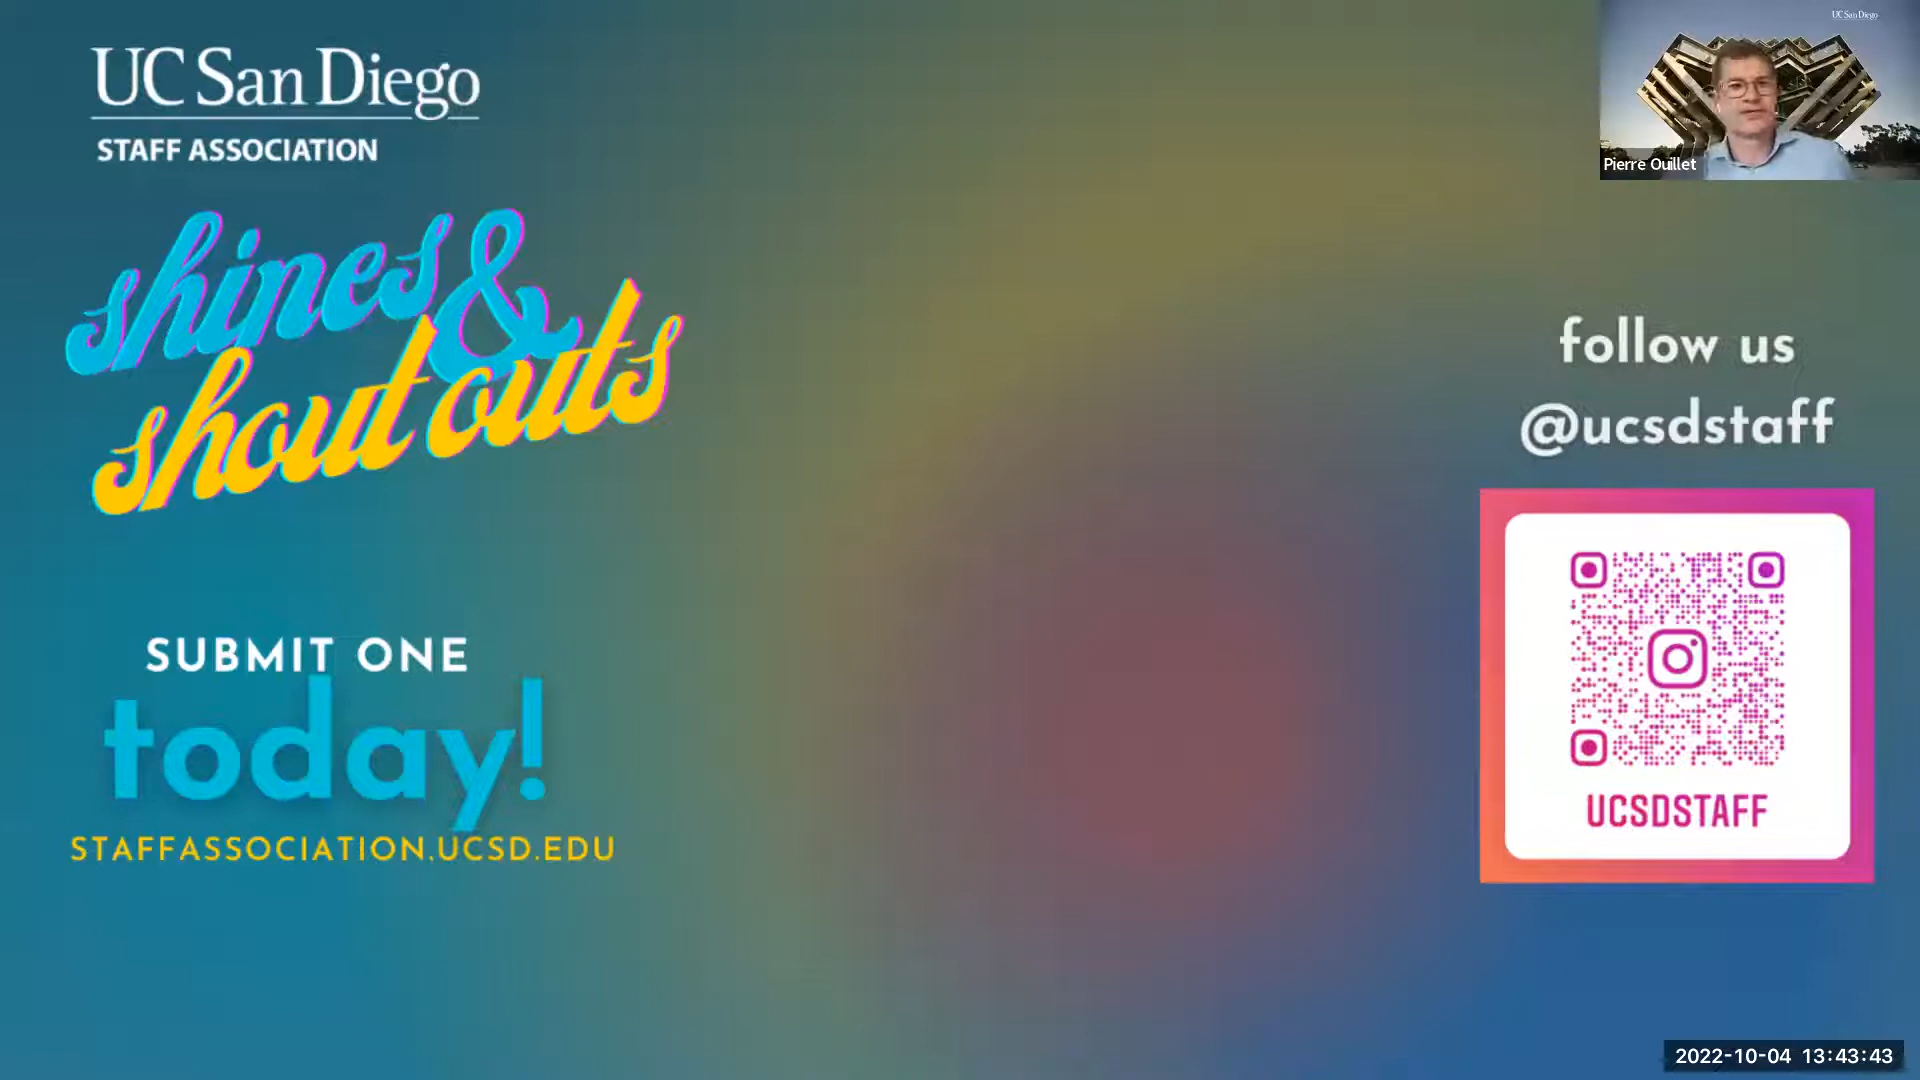 UC San Diego
STAFF ASSOCIATION
shines &
shout outs
SUBMIT ONE
today!
STAFFASSOCIATION.UCSD.EDU
UC San Diego
Pierre Ouillet
follow us
@ucsdstaff
UCSDSTAFF
2022-10-04 13:43:43